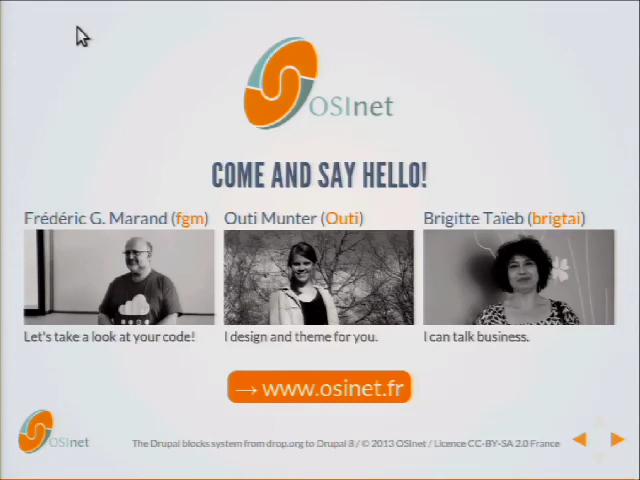 OSInet
COME AND SAY HELLO!
Frédéric G. Marand (fgm)
Outi Munter (Outi)
Brigitte Taïeb (brigtai)
Let's take a look at your code!
I design and theme for you.
I can talk business.
→ www.osinet.fr
OSInet
The Drupal blocks system from drop.org to Drupal 8 / © 2013 OSInet / Licence CC-BY-SA 2.0 France